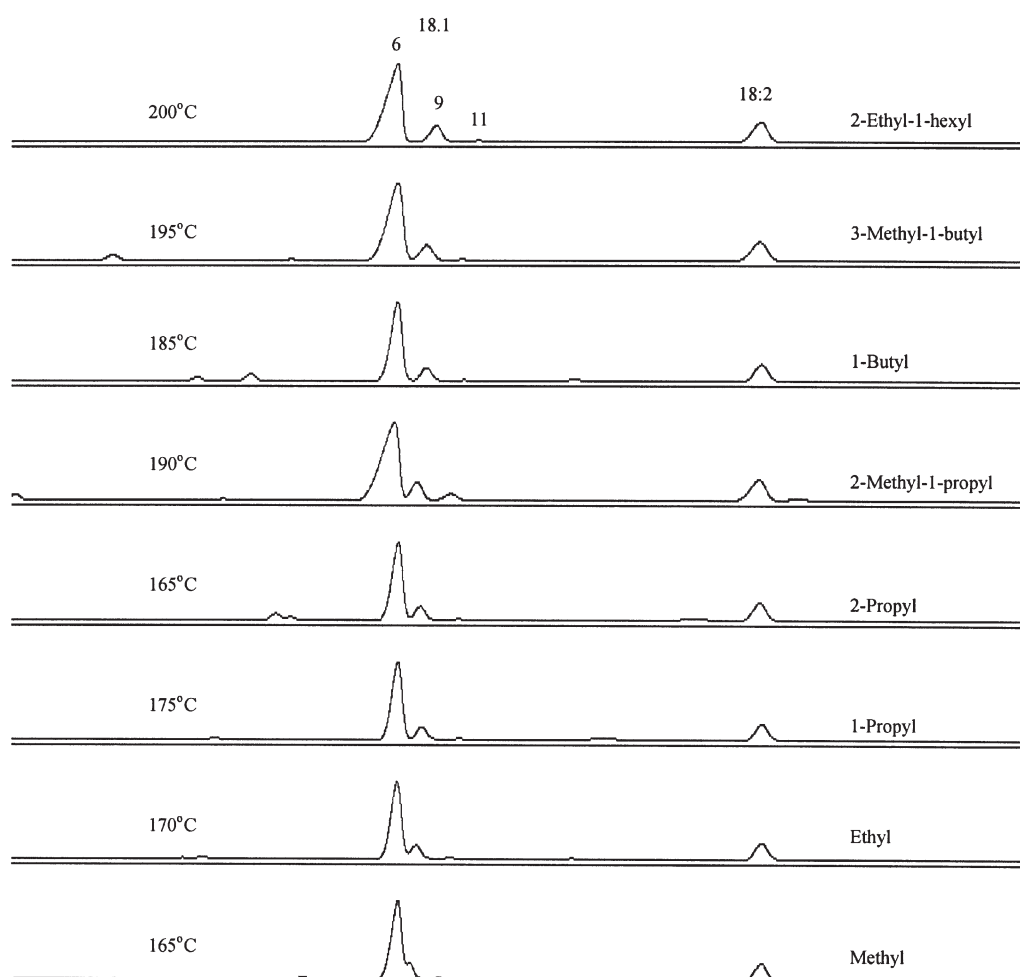 18.1
6
200°C
9
11
18:2
2-Ethyl-1-hexyl
195°C
3-Methyl-1-butyl
185°C
1-Butyl
190°C
2-Methyl-1-propyl
165°C
2-Propyl
175°C
1-Propyl
170°C
Ethyl
165°C
Methyl